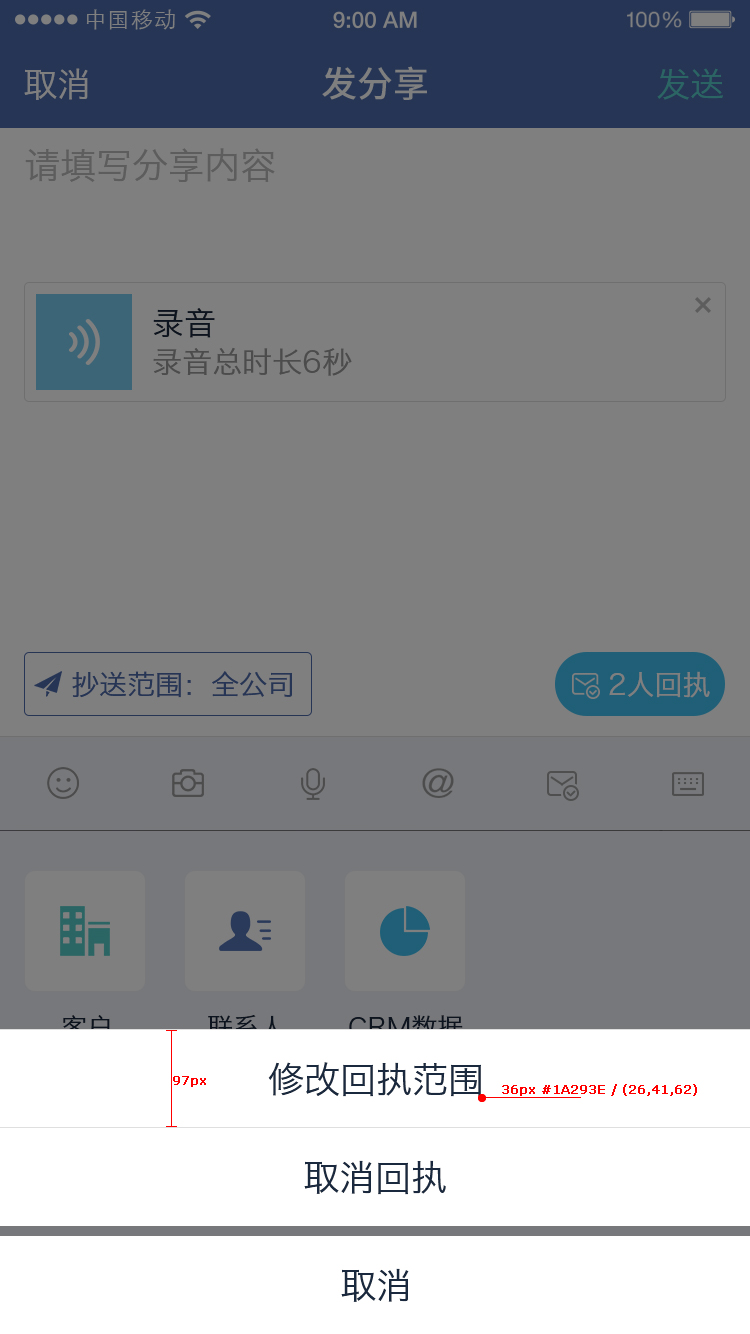 中国移动 9:00 AM 100%
取消 发分享 发送
请填写分享内容
录音
录音总时长6秒
抄送范围：全公司 2人回执
客户 联系人 CRM数据
97px
修改回执范围
36px #1A293E / (26,41,62)
取消回执
取消